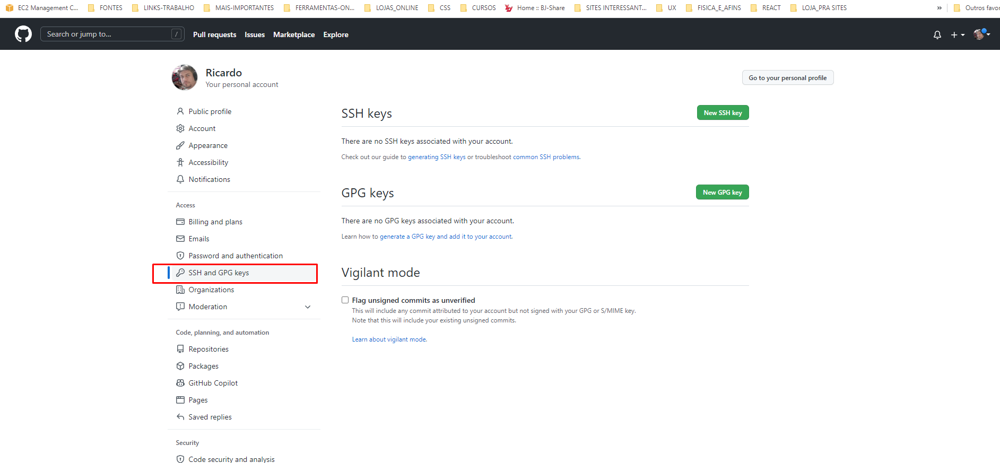 EC2 Management C...
FONTES
LINKS-TRABALHO
MAIS-IMPORTANTES
FERRAMENTAS-ON...
LOJAS_ONLINE
CSS
CURSOS
Home :: BJ-Share
SITES INTERESSANT...
UX
FISICA_E_AFINS
REACT
LOJA_PRA SITES
»
Outros favor
Search or jump to...
/
Pull requests
Issues
Marketplace
Explore
Ricardo
Your personal account
Go to your personal profile
Public profile
Account
Appearance
Accessibility
Notifications
Access
Billing and plans
Emails
Password and authentication
SSH and GPG keys
Organizations
Moderation
Code, planning, and automation
Repositories
Packages
GitHub Copilot
Pages
Saved replies
Security
Code security and analysis
SSH keys
New SSH key
There are no SSH keys associated with your account.
Check out our guide to generating SSH keys or troubleshoot common SSH problems.
GPG keys
New GPG key
There are no GPG keys associated with your account.
Learn how to generate a GPG key and add it to your account.
Vigilant mode
Flag unsigned commits as unverified
This will include any commit attributed to your account but not signed with your GPG or S/MIME key.
Note that this will include your existing unsigned commits.
Learn about vigilant mode.